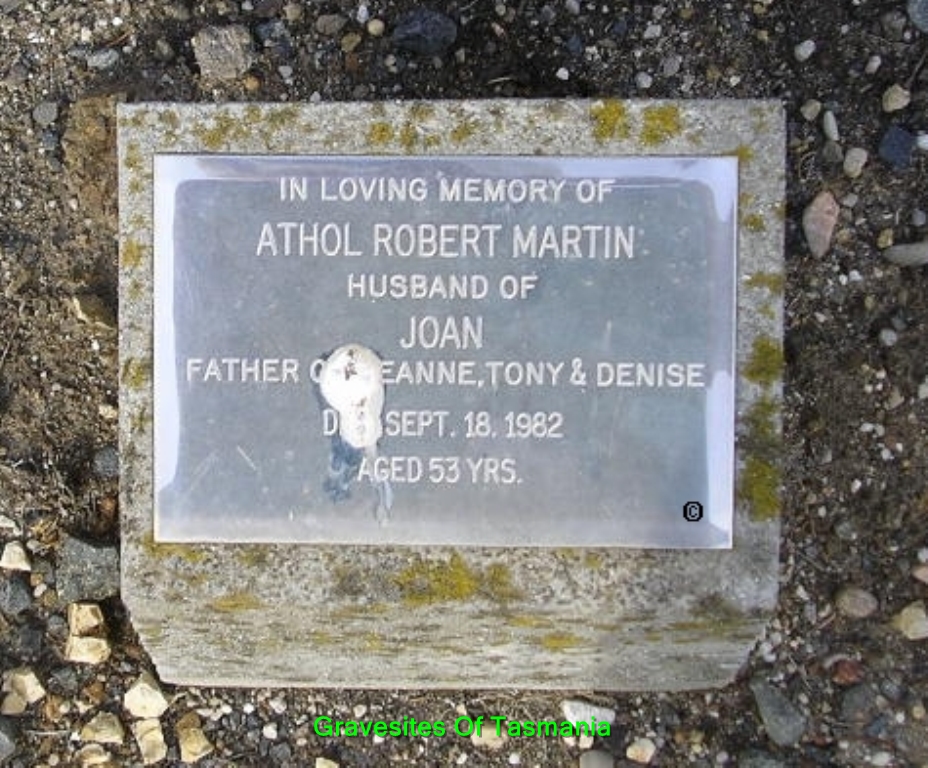 IN LOVING MEMORY OF
ATHOL ROBERT MARTIN
HUSBAND OF
JOAN
FATHER TONY & DENISE
SEPT. 18. 1982
AGED 53 YRS.
©
Gravesites Of Tasmania